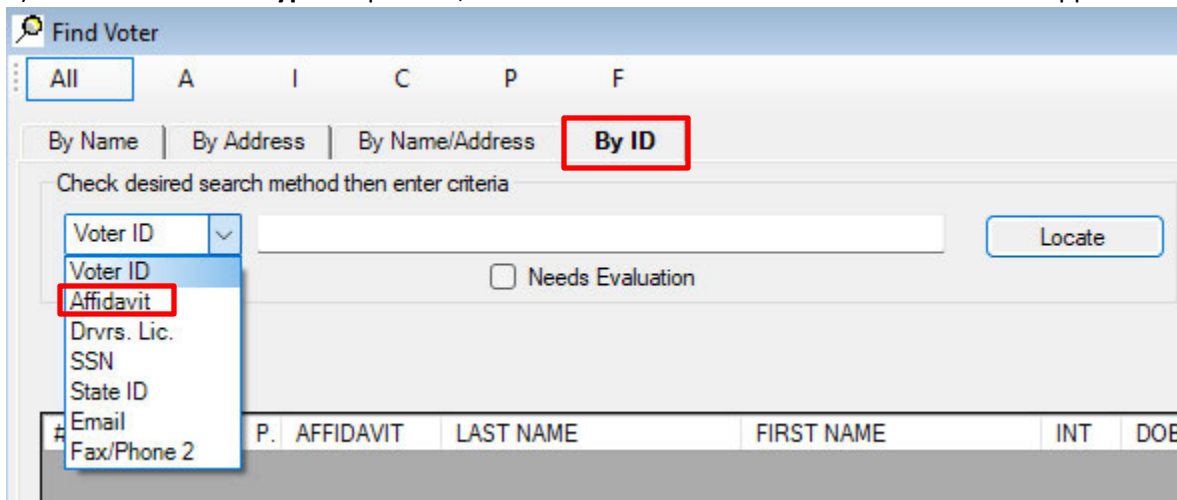 Find Voter
All A I C P F
By Name By Address By Name/Address By ID
Check desired search method then enter criteria
Voter ID Locate
Voter ID
Needs Evaluation
Affidavit
Drvrs. Lic.
SSN
State ID
Email
Fax/Phone 2
# P. AFFIDAVIT LAST NAME FIRST NAME INT DOB